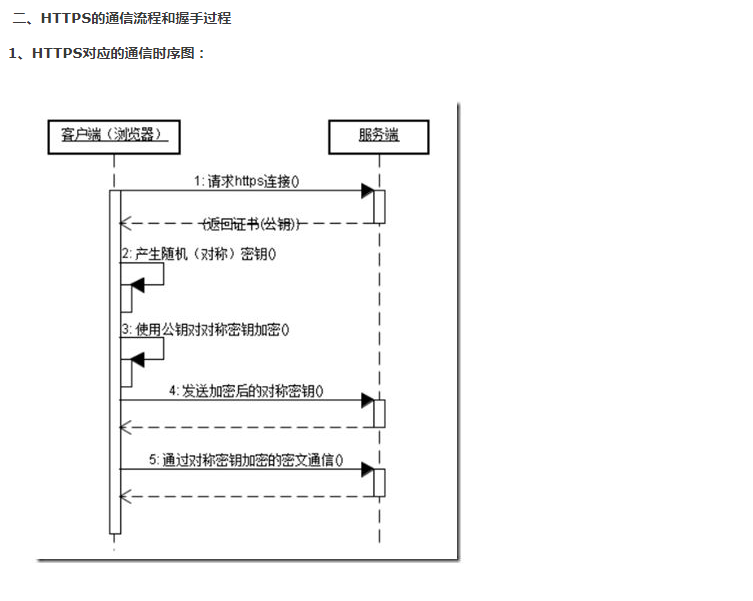 二、HTTPS的通信流程和握手过程
1、HTTPS对应的通信时序图：
客户端（浏览器）
服务端
1: 请求https连接()
(返回证书(公钥))
2: 产生随机（对称）密钥()
3: 使用公钥对对称密钥加密()
4: 发送加密后的对称密钥()
5: 通过对称密钥加密的密文通信()